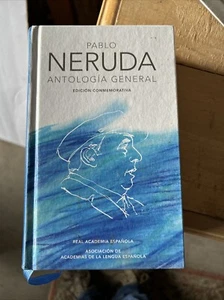 PABLO
NERUDA
ANTOLOGÍA GENERAL
EDICIÓN CONMEMORATIVA
REAL ACADEMIA ESPAÑOLA
ASOCIACIÓN DE
ACADEMIAS DE LA LENGUA ESPAÑOLA